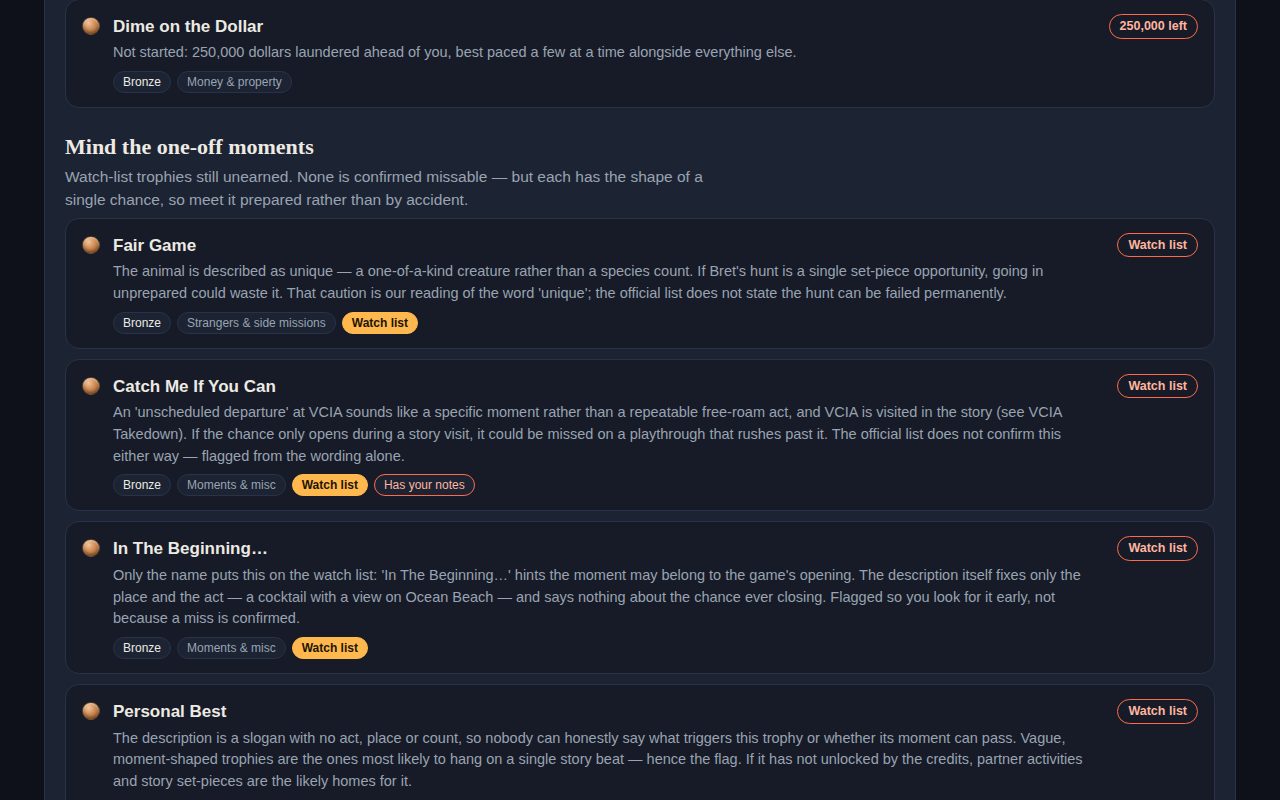 Dime on the Dollar
250,000 left
Not started: 250,000 dollars laundered ahead of you, best paced a few at a time alongside everything else.
Bronze Money & property
Mind the one-off moments
Watch-list trophies still unearned. None is confirmed missable — but each has the shape of a
single chance, so meet it prepared rather than by accident.
Fair Game
Watch list
The animal is described as unique — a one-of-a-kind creature rather than a species count. If Bret's hunt is a single set-piece opportunity, going in
unprepared could waste it. That caution is our reading of the word 'unique'; the official list does not state the hunt can be failed permanently.
Bronze Strangers & side missions Watch list
Catch Me If You Can
Watch list
An 'unscheduled departure' at VCIA sounds like a specific moment rather than a repeatable free-roam act, and VCIA is visited in the story (see VCIA
Takedown). If the chance only opens during a story visit, it could be missed on a playthrough that rushes past it. The official list does not confirm this
either way — flagged from the wording alone.
Bronze Moments & misc Watch list Has your notes
In The Beginning…
Watch list
Only the name puts this on the watch list: 'In The Beginning…' hints the moment may belong to the game's opening. The description itself fixes only the
place and the act — a cocktail with a view on Ocean Beach — and says nothing about the chance ever closing. Flagged so you look for it early, not
because a miss is confirmed.
Bronze Moments & misc Watch list
Personal Best
Watch list
The description is a slogan with no act, place or count, so nobody can honestly say what triggers this trophy or whether its moment can pass. Vague,
moment-shaped trophies are the ones most likely to hang on a single story beat — hence the flag. If it has not unlocked by the credits, partner activities
and story set-pieces are the likely homes for it.